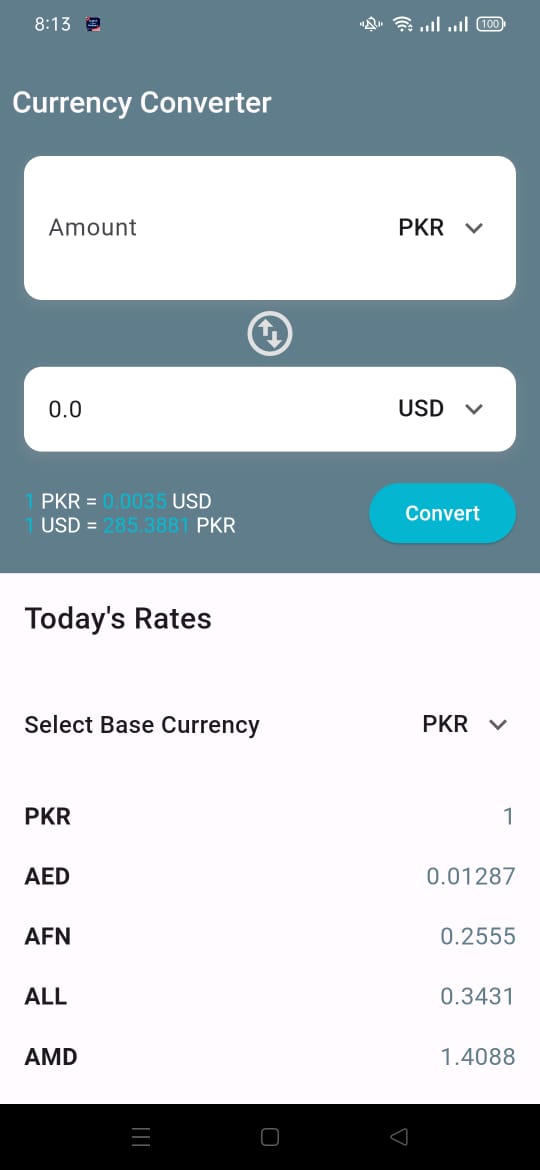 8:13
100
Currency Converter
Amount PKR
0.0 USD
1 PKR = 0.0035 USD
1 USD = 285.3881 PKR
Convert
Today's Rates
Select Base Currency PKR
PKR 1
AED 0.01287
AFN 0.2555
ALL 0.3431
AMD 1.4088